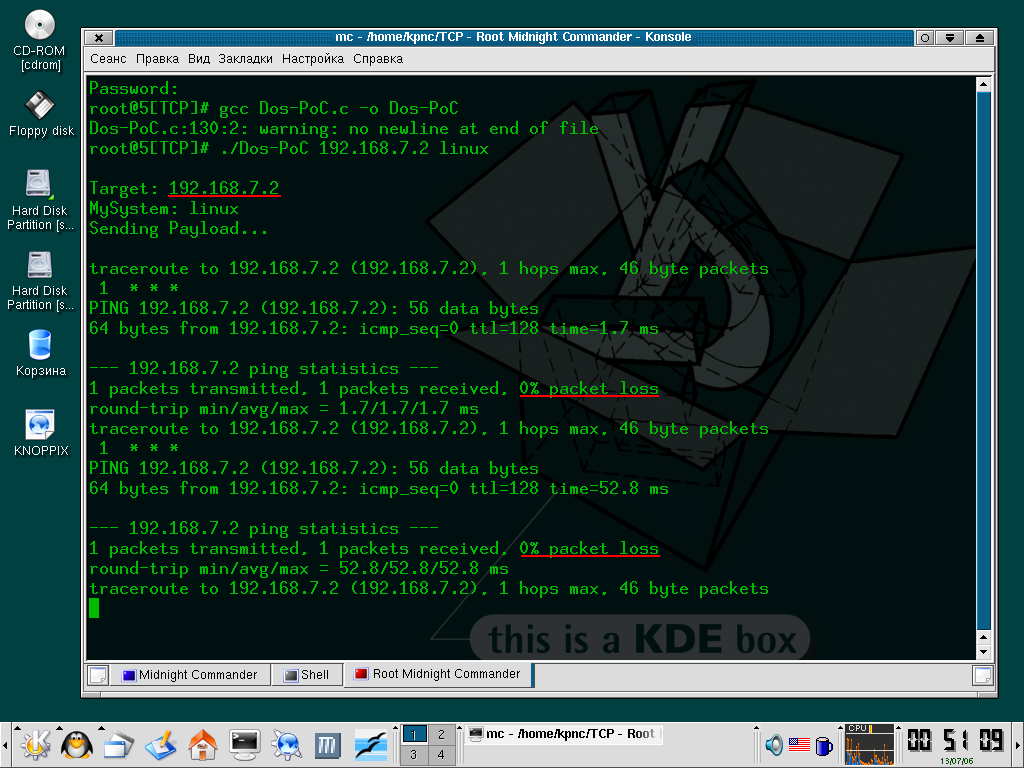 CD-ROM
[cdrom]
Floppy disk
Hard Disk
Partition [s...
Hard Disk
Partition [s...
Корзина
KNOPPIX
mc - /home/kpnc/TCP - Root Midnight Commander - Konsole
Сеанс Правка Вид Закладки Настройка Справка
Password:
root@5[TCP]# gcc Dos-PoC.c -o Dos-PoC
Dos-PoC.c:130:2: warning: no newline at end of file
root@5[TCP]# ./Dos-PoC 192.168.7.2 linux
Target: 192.168.7.2
MySystem: linux
Sending Payload...
traceroute to 192.168.7.2 (192.168.7.2), 1 hops max, 46 byte packets
1 * * *
PING 192.168.7.2 (192.168.7.2): 56 data bytes
64 bytes from 192.168.7.2: icmp_seq=0 ttl=128 time=1.7 ms
--- 192.168.7.2 ping statistics ---
1 packets transmitted, 1 packets received, 0% packet loss
round-trip min/avg/max = 1.7/1.7/1.7 ms
traceroute to 192.168.7.2 (192.168.7.2), 1 hops max, 46 byte packets
1 * * *
PING 192.168.7.2 (192.168.7.2): 56 data bytes
64 bytes from 192.168.7.2: icmp_seq=0 ttl=128 time=52.8 ms
--- 192.168.7.2 ping statistics ---
1 packets transmitted, 1 packets received, 0% packet loss
round-trip min/avg/max = 52.8/52.8/52.8 ms
traceroute to 192.168.7.2 (192.168.7.2), 1 hops max, 46 byte packets
this is a KDE box
Midnight Commander Shell Root Midnight Commander
1 2
3 4
mc - /home/kpnc/TCP - Root
CPU
00 51 09
13/07/06